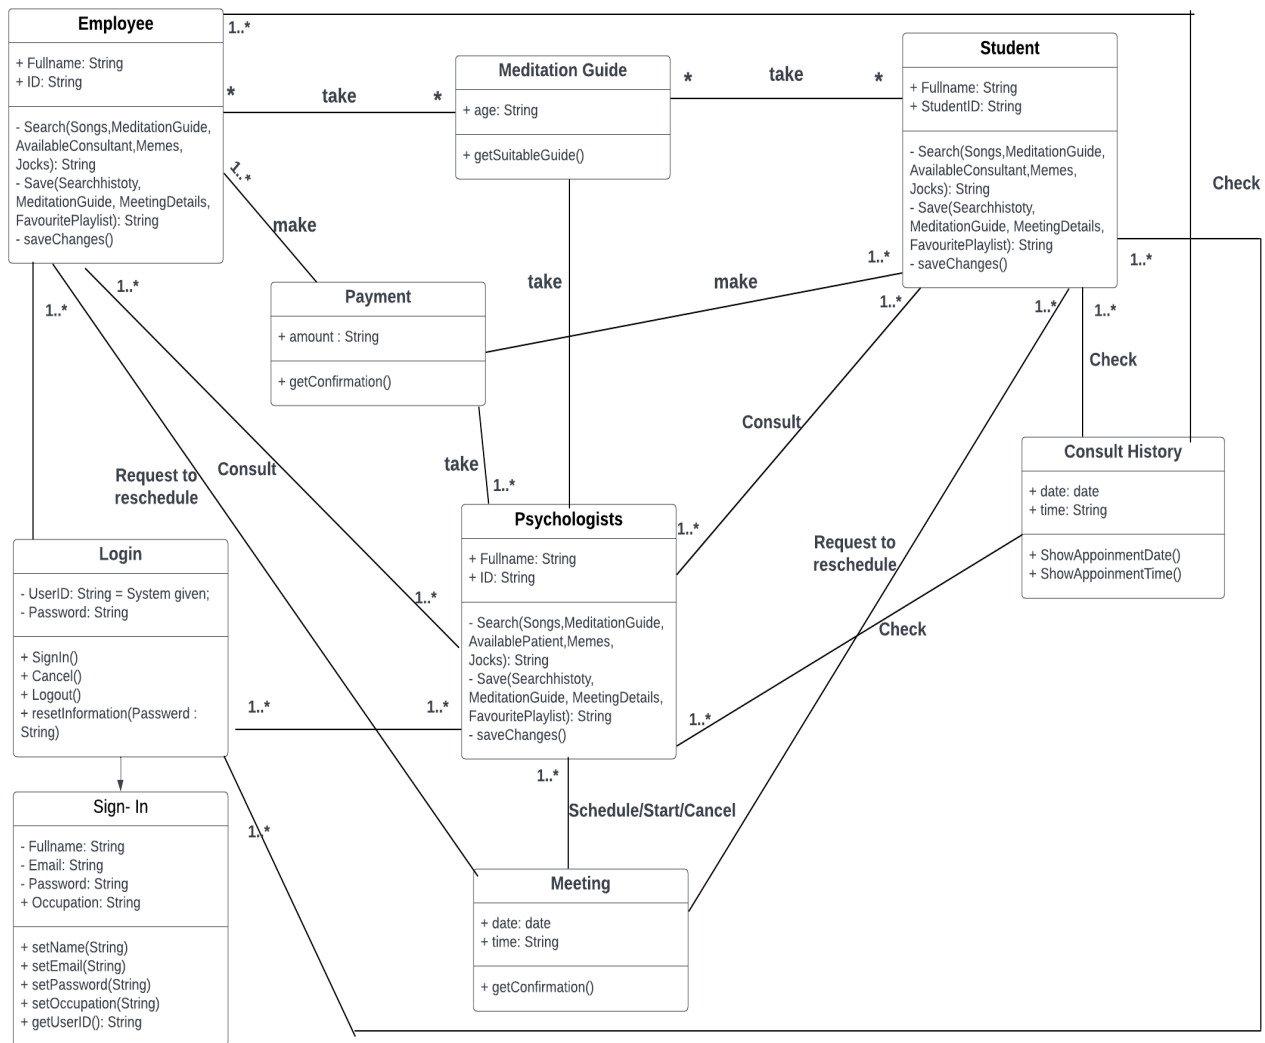 Employee
+ Fullname: String
+ ID: String
- Search(Songs,MeditationGuide,
AvailableConsultant,Memes,
Jocks): String
- Save(Searchhistoty,
MeditationGuide, MeetingDetails,
FavouritePlaylist): String
- saveChanges()
1..*
*
take
*
Meditation Guide
+ age: String
+ getSuitableGuide()
*
take
*
Student
+ Fullname: String
+ StudentID: String
- Search(Songs,MeditationGuide,
AvailableConsultant,Memes,
Jocks): String
- Save(Searchhistoty,
MeditationGuide, MeetingDetails,
FavouritePlaylist): String
- saveChanges()
Check
1..*
make
1..*
1..*
take
make
1..*
1..*
1..*
1..*
1..*
Payment
+ amount : String
+ getConfirmation()
Check
Consult
Request to
reschedule
Consult
take
1..*
Consult History
+ date: date
+ time: String
+ ShowAppoinmentDate()
+ ShowAppoinmentTime()
Psychologists
+ Fullname: String
+ ID: String
- Search(Songs,MeditationGuide,
AvailablePatient,Memes,
Jocks): String
- Save(Searchhistoty,
MeditationGuide, MeetingDetails,
FavouritePlaylist): String
- saveChanges()
1..*
Request to
reschedule
Login
- UserID: String = System given;
- Password: String
+ SignIn()
+ Cancel()
+ Logout()
+ resetInformation(Passwerd :
String)
1..*
Check
1..*
1..*
1..*
1..*
Schedule/Start/Cancel
1..*
Sign- In
- Fullname: String
- Email: String
- Password: String
+ Occupation: String
+ setName(String)
+ setEmail(String)
+ setPassword(String)
+ setOccupation(String)
+ getUserID(): String
Meeting
+ date: date
+ time: String
+ getConfirmation()